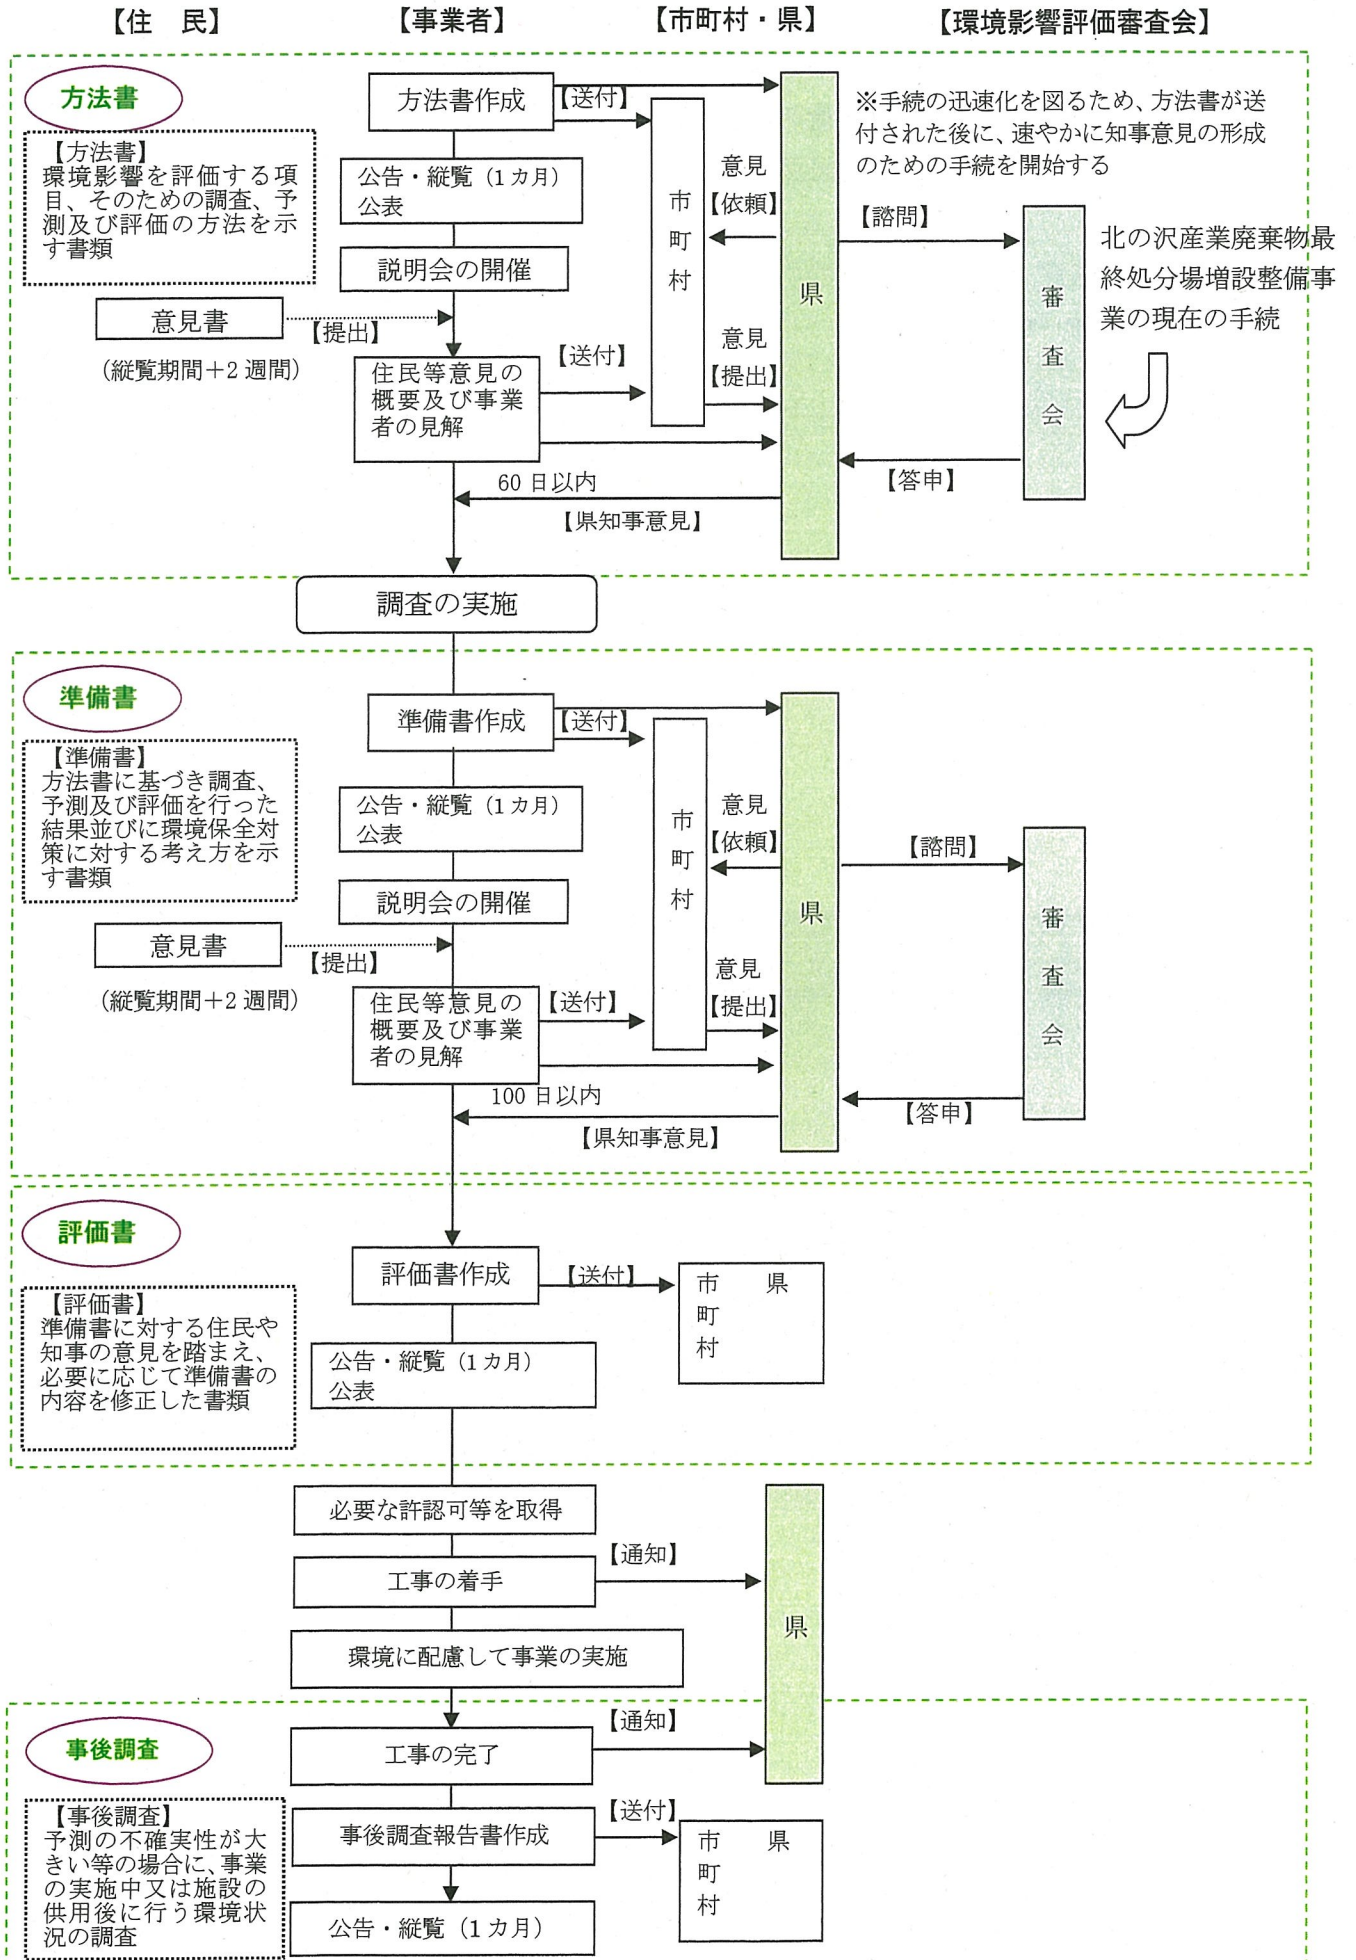 【住　民】
【事業者】
【市町村・県】
【環境影響評価審査会】
方法書
【方法書】
環境影響を評価する項
目、そのための調査、予
測及び評価の方法を示
す書類
方法書作成
【送付】
公告・縦覧（1カ月）
公表
説明会の開催
意見書
【提出】
（縦覧期間＋2 週間）
住民等意見の
概要及び事業
者の見解
【送付】
市
町
村
意見
【依頼】
意見
【提出】
県
※手続の迅速化を図るため、方法書が送
付された後に、速やかに知事意見の形成
のための手続を開始する
【諮問】
審
査
会
北の沢産業廃棄物最
終処分場増設整備事
業の現在の手続
【答申】
60 日以内
【県知事意見】
調査の実施
準備書
【準備書】
方法書に基づき調査、
予測及び評価を行った
結果並びに環境保全対
策に対する考え方を示
す書類
準備書作成
【送付】
公告・縦覧（1カ月）
公表
説明会の開催
意見書
【提出】
（縦覧期間＋2 週間）
住民等意見の
概要及び事業
者の見解
【送付】
市
町
村
意見
【依頼】
意見
【提出】
県
【諮問】
審
査
会
【答申】
100 日以内
【県知事意見】
評価書
【評価書】
準備書に対する住民や
知事の意見を踏まえ、
必要に応じて準備書の
内容を修正した書類
評価書作成
【送付】
市　　県
町
村
公告・縦覧（1カ月）
公表
必要な許認可等を取得
工事の着手
【通知】
環境に配慮して事業の実施
県
事後調査
【事後調査】
予測の不確実性が大
きい等の場合に、事業
の実施中又は施設の
供用後に行う環境状
況の調査
工事の完了
【通知】
事後調査報告書作成
【送付】
市　　県
町
村
公告・縦覧（1カ月）